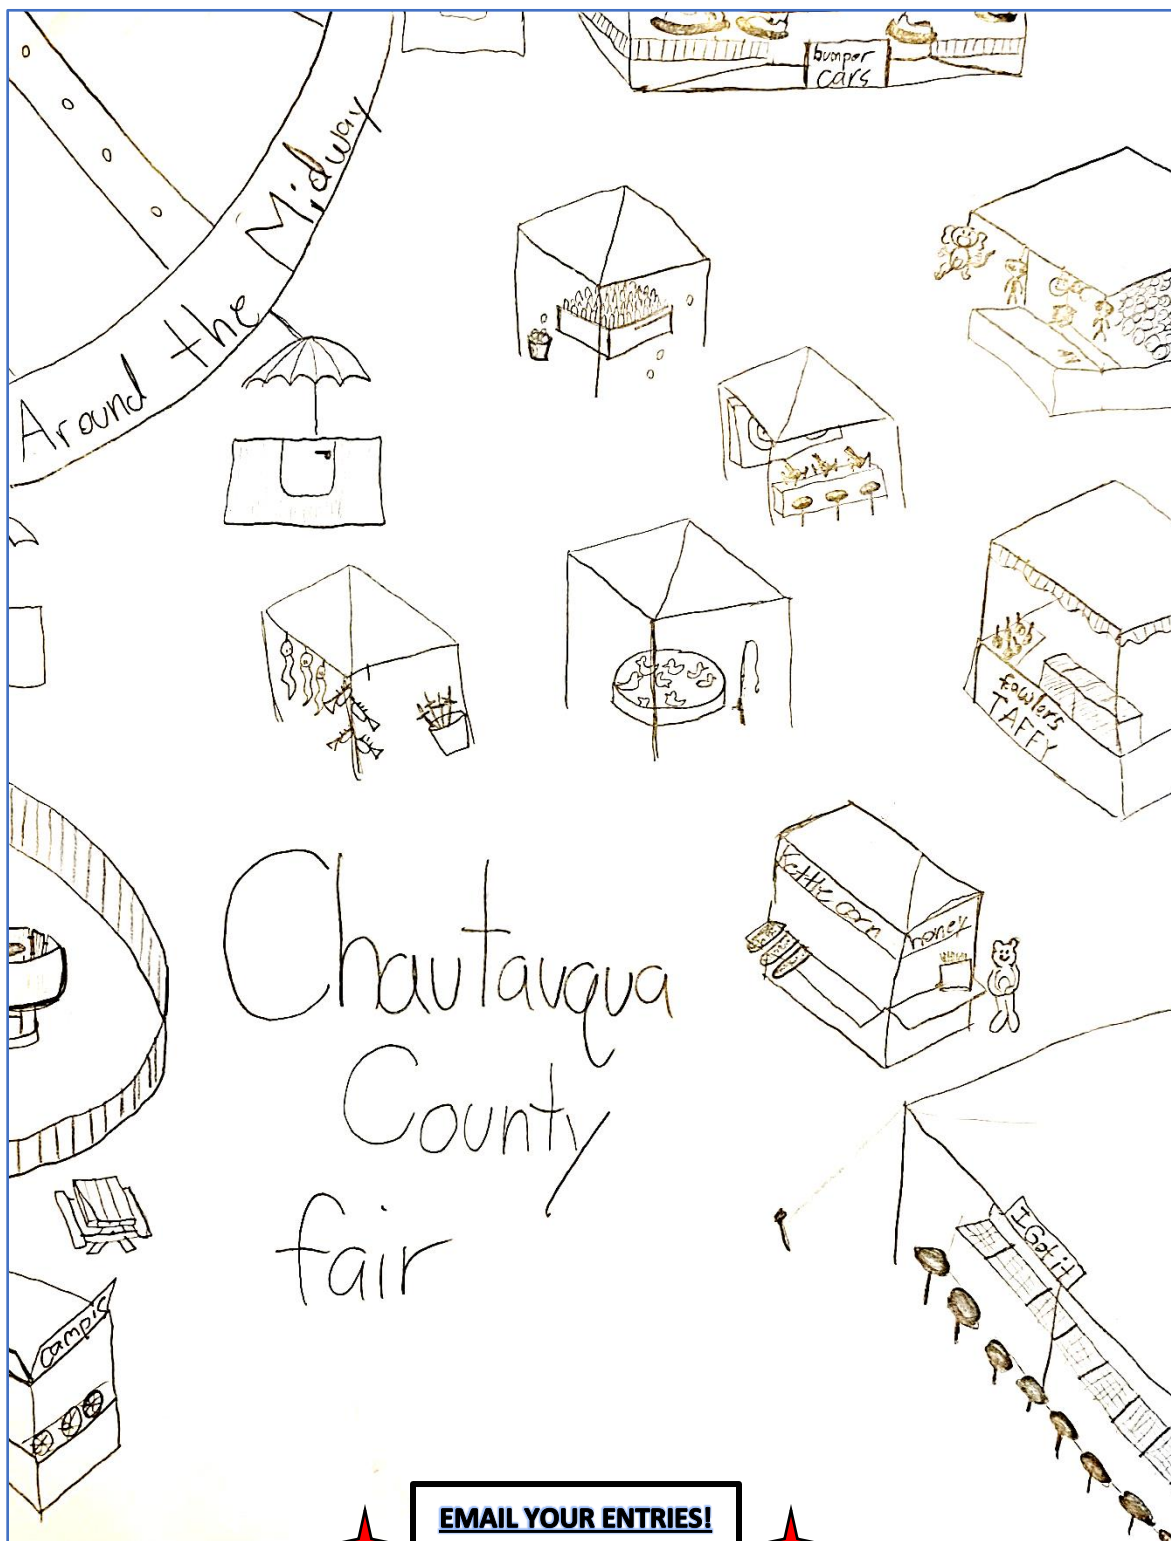 bumper
cars
Around the Midway
fowlers
TAFFY
Kettle corn
honey
Chautauqua
County
fair
I Got it
campis
EMAIL YOUR ENTRIES!